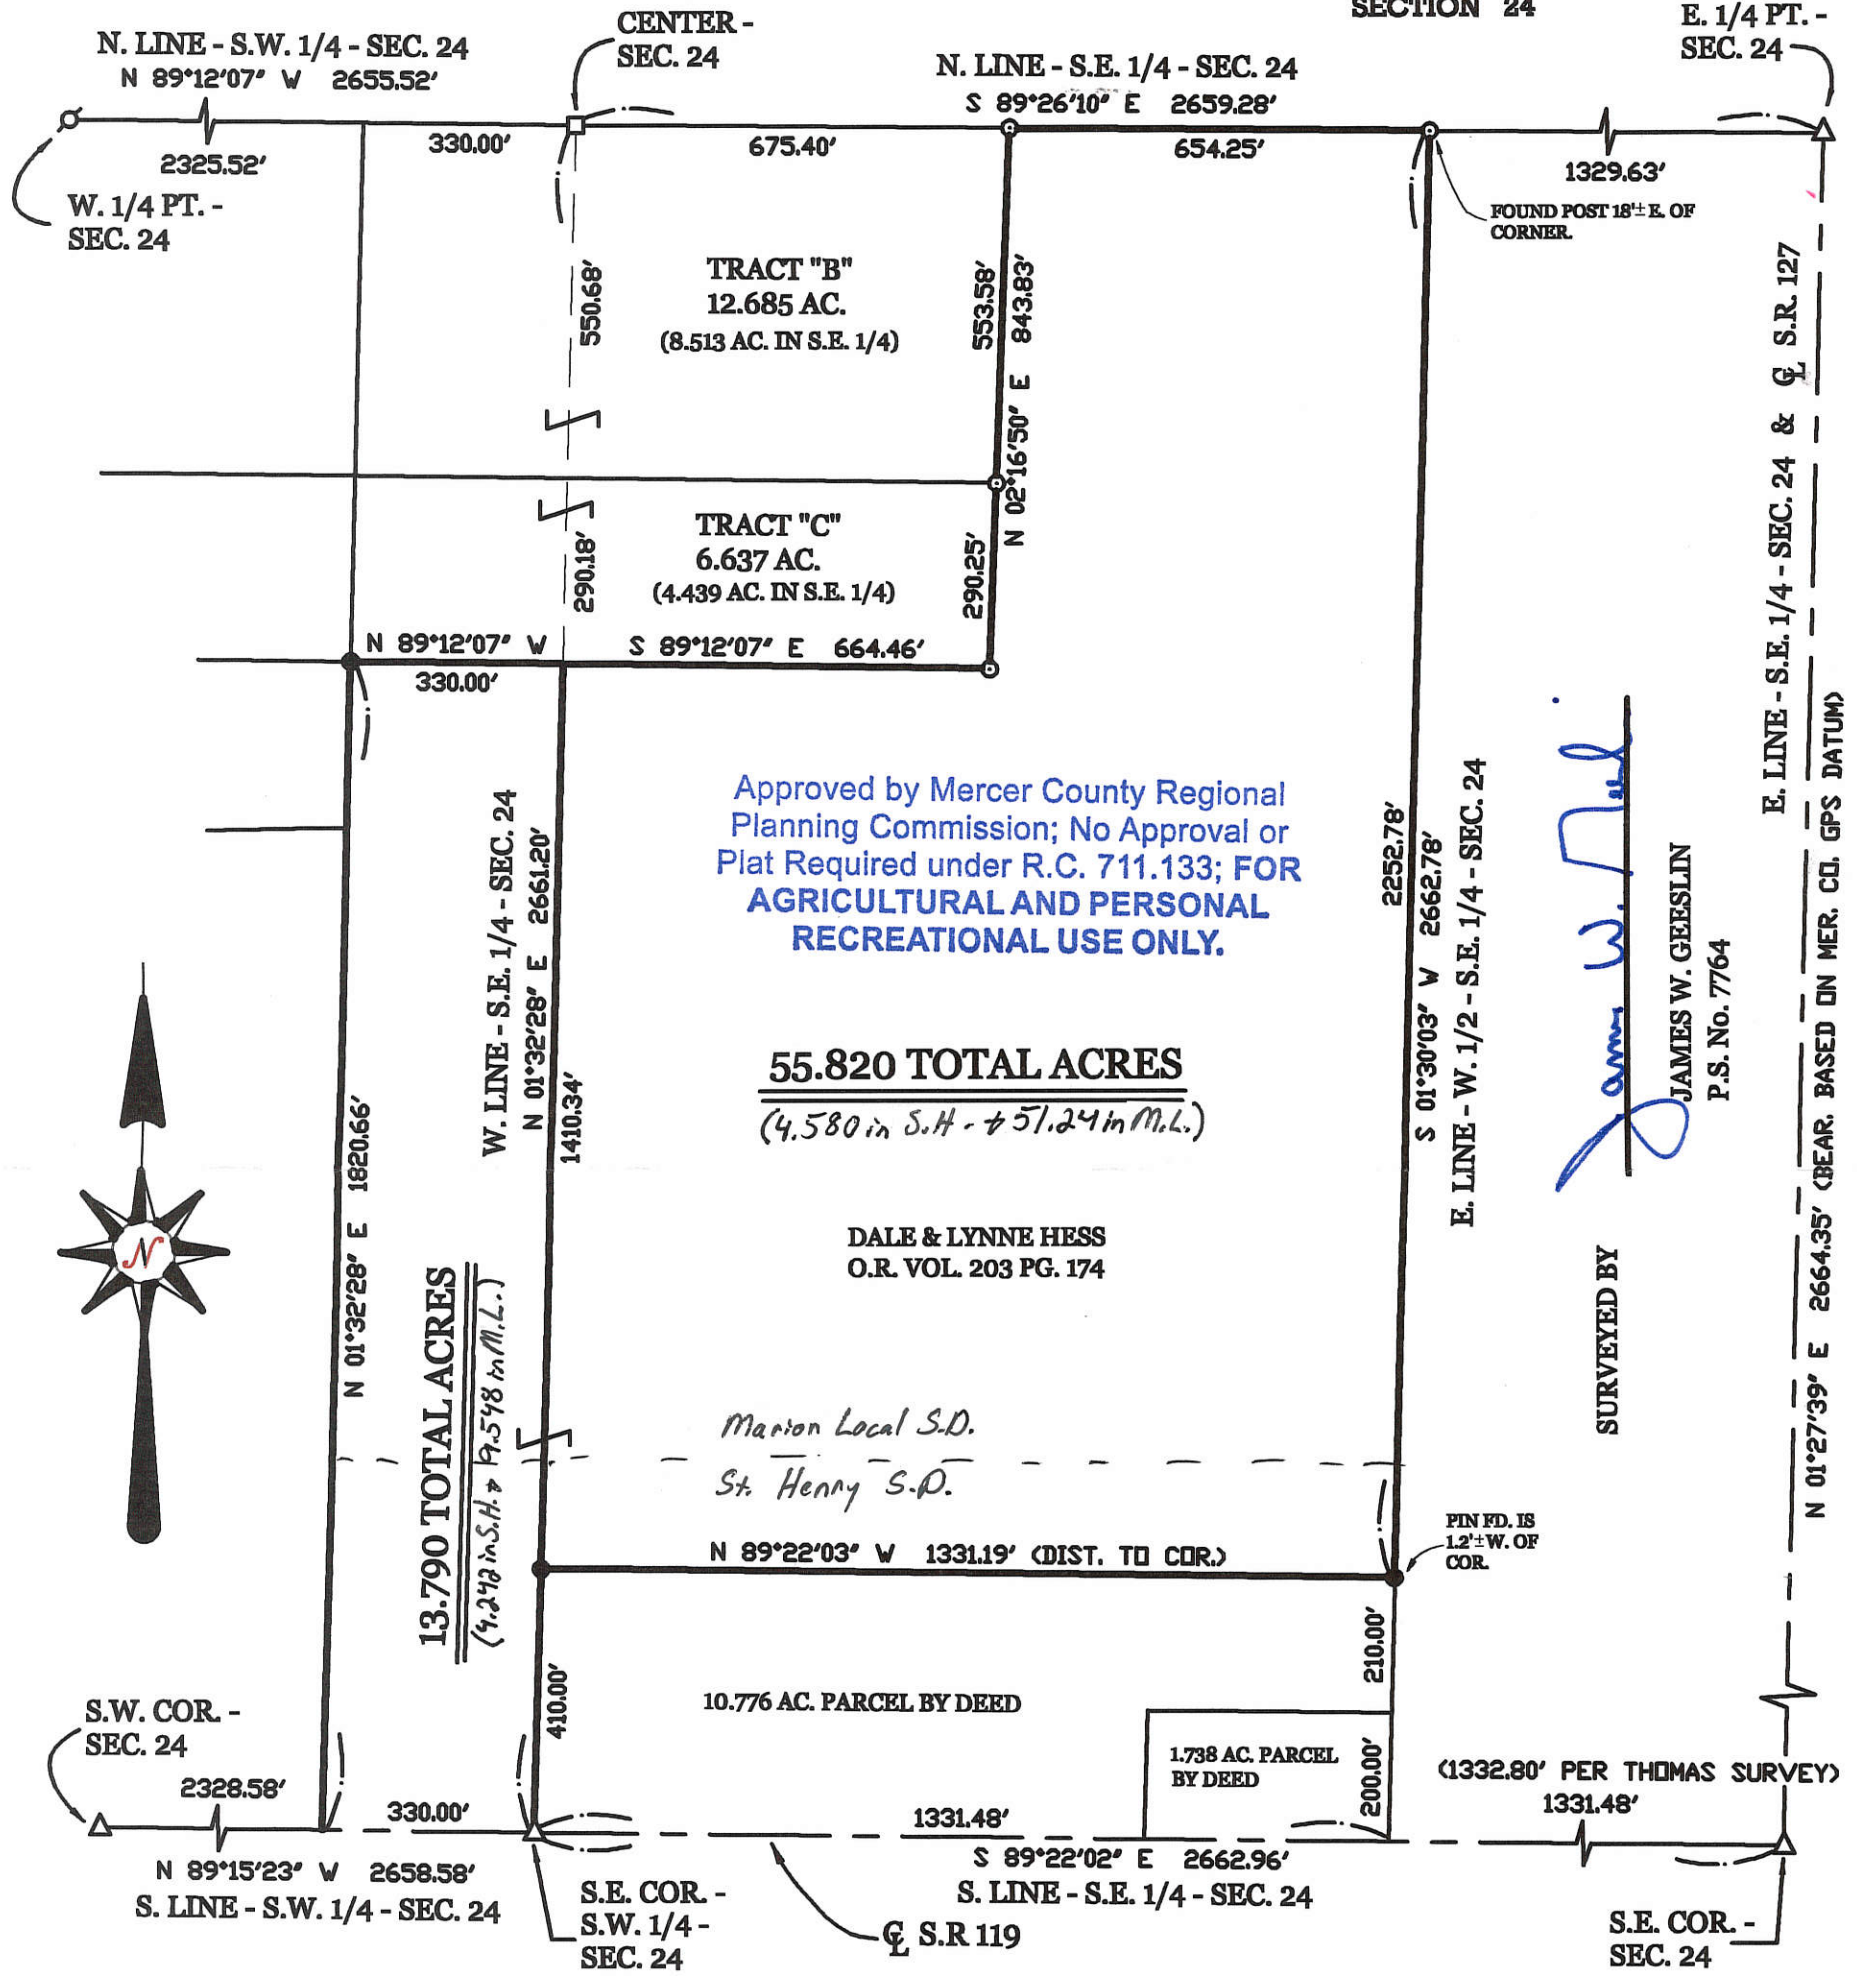 SECTION 24
N. LINE - S.W. 1/4 - SEC. 24
N 89°12'07" W 2655.52'
CENTER -
SEC. 24
N. LINE - S.E. 1/4 - SEC. 24
S 89°26'10" E 2659.28'
E. 1/4 PT. -
SEC. 24
2325.52'
330.00'
675.40'
654.25'
1329.63'
W. 1/4 PT. -
SEC. 24
FOUND POST 18'± E. OF
CORNER.
550.68'
TRACT "B"
12.685 AC.
(8.513 AC. IN S.E. 1/4)
553.58'
N 02°16'50" E 843.83'
290.18'
TRACT "C"
6.637 AC.
(4.439 AC. IN S.E. 1/4)
290.25'
N 89°12'07" W
330.00'
S 89°12'07" E 664.46'
E. LINE - S.E. 1/4 - SEC. 24 & ℄ S.R. 127
N 01°27'39" E 2664.35' (BEAR. BASED ON MER. CO. GPS DATUM)
Approved by Mercer County Regional
Planning Commission; No Approval or
Plat Required under R.C. 711.133; FOR
AGRICULTURAL AND PERSONAL
RECREATIONAL USE ONLY.
W. LINE - S.E. 1/4 - SEC. 24
N 01°32'28" E 2661.20'
1410.34'
2252.78'
S 01°30'03" W 2662.78'
E. LINE - W. 1/2 - S.E. 1/4 - SEC. 24
55.820 TOTAL ACRES
(4.580 in S.H. + 51.24 in M.L.)
DALE & LYNNE HESS
O.R. VOL. 203 PG. 174
SURVEYED BY
James W. Geeslin
JAMES W. GEESLIN
P.S. No. 7764
N
N 01°32'28" E 1820.66'
13.790 TOTAL ACRES
(4.242 in S.H. + 9.548 in M.L.)
Marion Local S.D.
St. Henry S.D.
N 89°22'03" W 1331.19' (DIST. TO COR.)
PIN FD. IS
1.2'± W. OF
COR.
410.00'
210.00'
10.776 AC. PARCEL BY DEED
1.738 AC. PARCEL
BY DEED
200.00'
S.W. COR. -
SEC. 24
2328.58'
330.00'
1331.48'
(1332.80' PER THOMAS SURVEY)
1331.48'
N 89°15'23" W 2658.58'
S. LINE - S.W. 1/4 - SEC. 24
S 89°22'02" E 2662.96'
S. LINE - S.E. 1/4 - SEC. 24
S.E. COR. -
S.W. 1/4 -
SEC. 24
℄ S.R 119
S.E. COR. -
SEC. 24